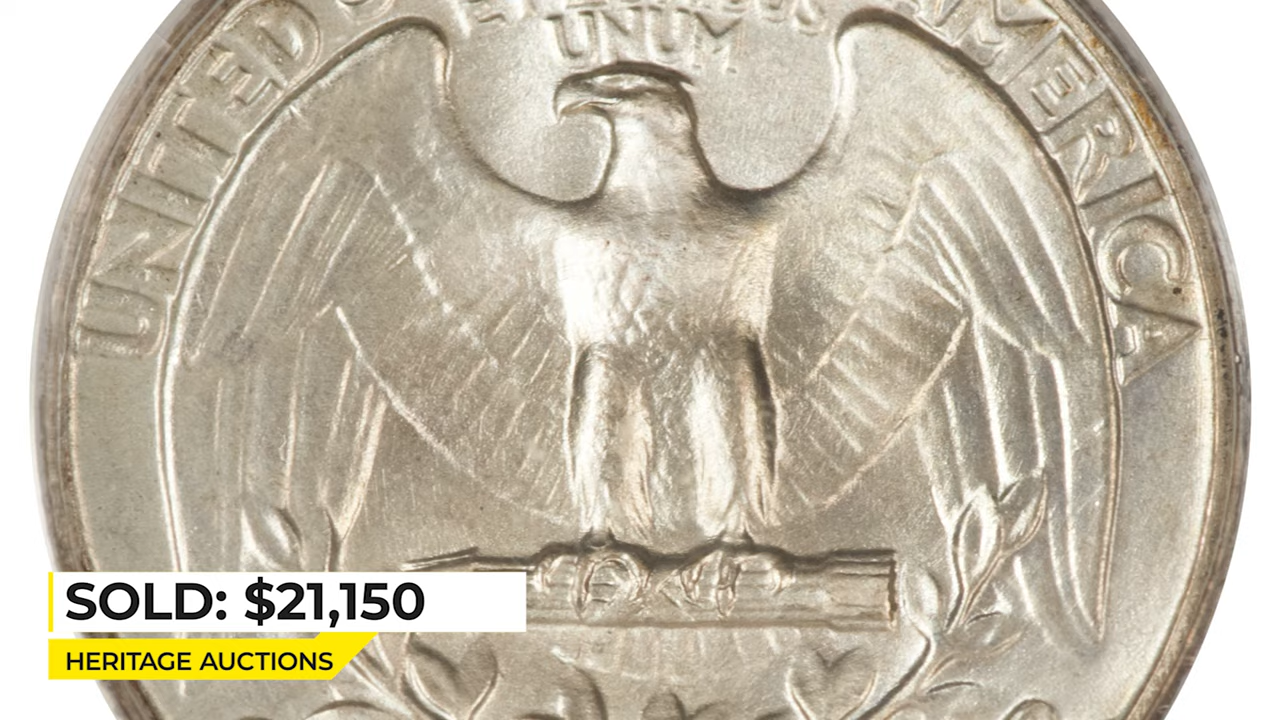 UNITED
AMERICA
UNUM
SOLD: $21,150
HERITAGE AUCTIONS